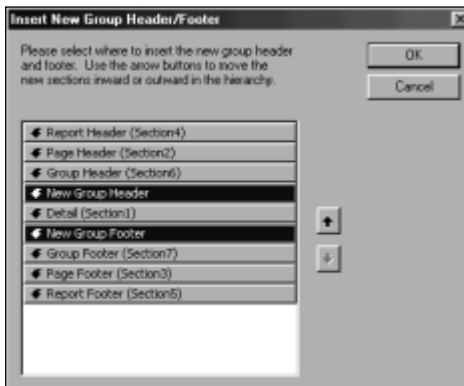 Insert New Group Header/Footer
Please select where to insert the new group header
and footer. Use the arrow buttons to move the
new sections inward or outward in the hierarchy.
OK
Cancel
Report Header (Section4)
Page Header (Section2)
Group Header (Section6)
New Group Header
Detail (Section1)
New Group Footer
Group Footer (Section7)
Page Footer (Section3)
Report Footer (Section5)